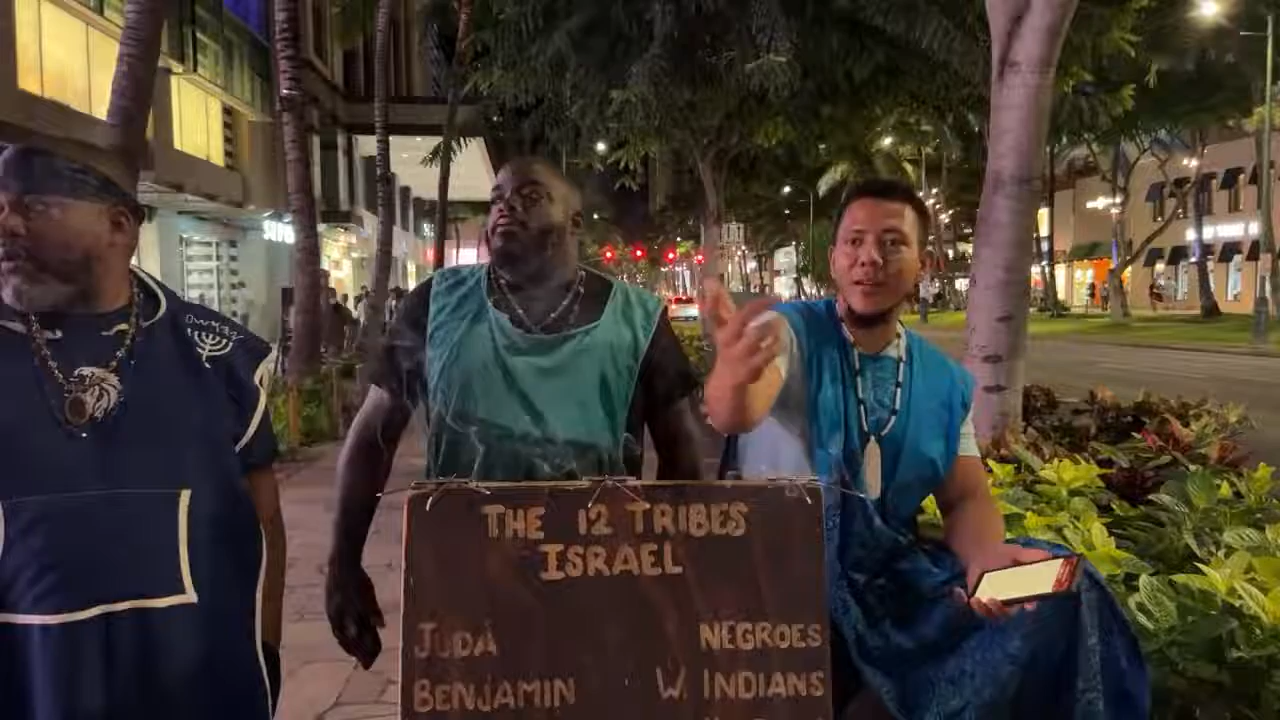 THE 12 TRIBES
ISRAEL
JUDA NEGROES
BENJAMIN W. INDIANS